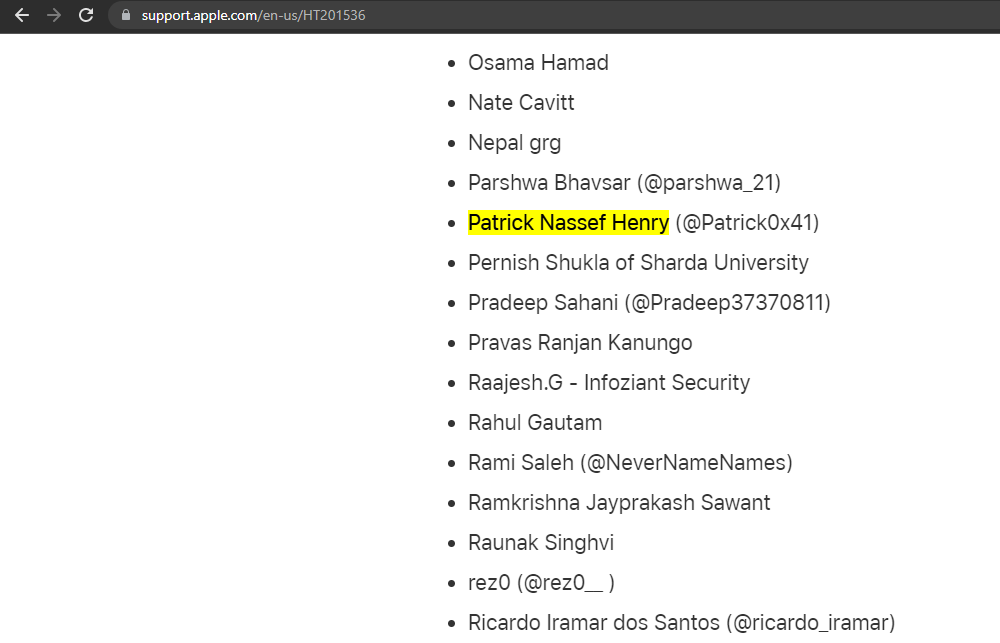 support.apple.com/en-us/HT201536
Osama Hamad
Nate Cavitt
Nepal grg
Parshwa Bhavsar (@parshwa_21)
Patrick Nassef Henry (@Patrick0x41)
Pernish Shukla of Sharda University
Pradeep Sahani (@Pradeep37370811)
Pravas Ranjan Kanungo
Raajesh.G - Infoziant Security
Rahul Gautam
Rami Saleh (@NeverNameNames)
Ramkrishna Jayprakash Sawant
Raunak Singhvi
rez0 (@rez0__ )
Ricardo Iramar dos Santos (@ricardo_iramar)